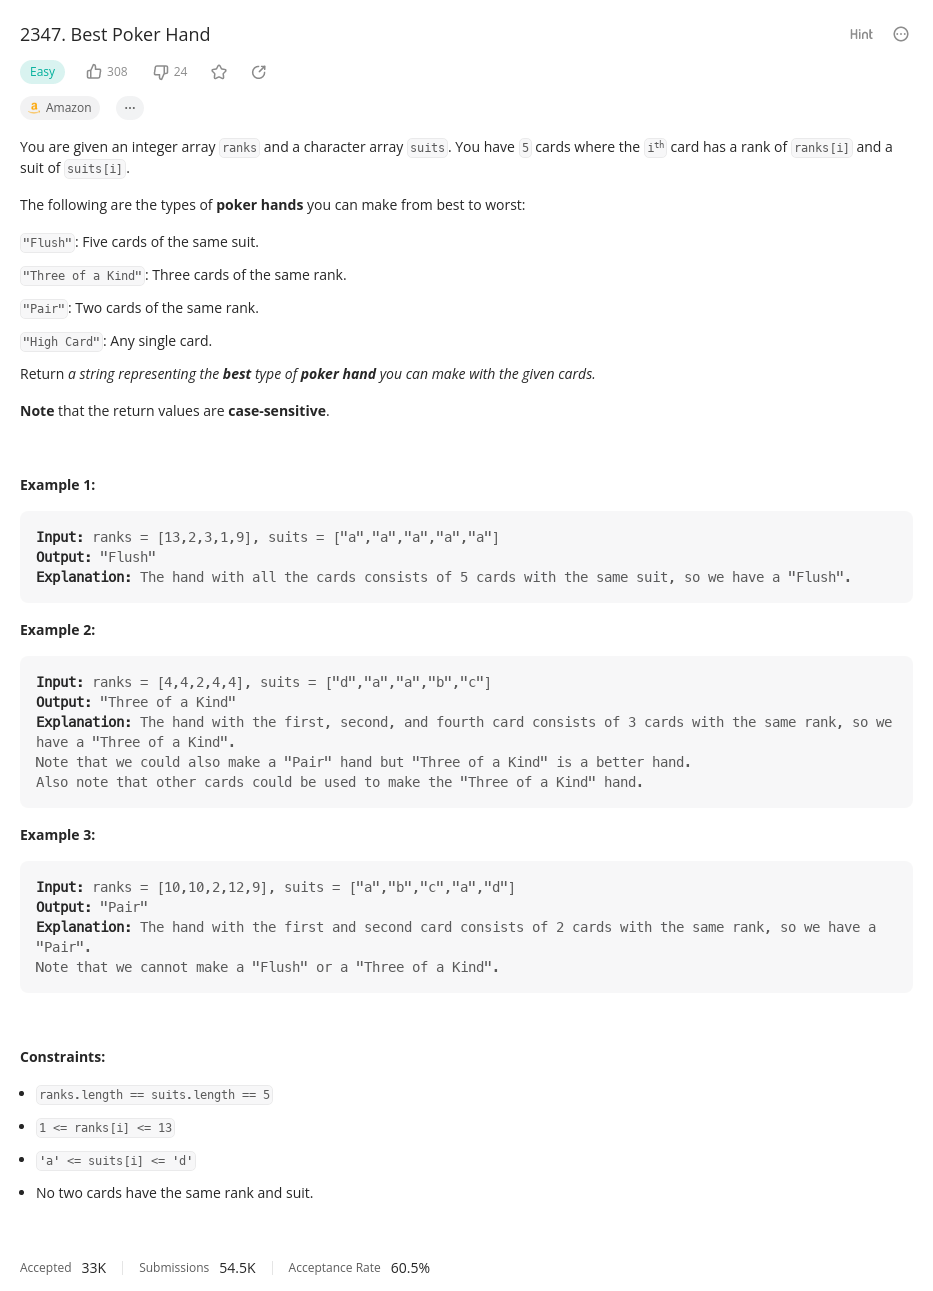 2347. Best Poker Hand
Hint
Easy 308 24
Amazon ...
You are given an integer array ranks and a character array suits. You have 5 cards where the ith card has a rank of ranks[i] and a
suit of suits[i].
The following are the types of poker hands you can make from best to worst:
"Flush": Five cards of the same suit.
"Three of a Kind": Three cards of the same rank.
"Pair": Two cards of the same rank.
"High Card": Any single card.
Return a string representing the best type of poker hand you can make with the given cards.
Note that the return values are case-sensitive.
Example 1:
Input: ranks = [13,2,3,1,9], suits = ["a","a","a","a","a"]
Output: "Flush"
Explanation: The hand with all the cards consists of 5 cards with the same suit, so we have a "Flush".
Example 2:
Input: ranks = [4,4,2,4,4], suits = ["d","a","a","b","c"]
Output: "Three of a Kind"
Explanation: The hand with the first, second, and fourth card consists of 3 cards with the same rank, so we
have a "Three of a Kind".
Note that we could also make a "Pair" hand but "Three of a Kind" is a better hand.
Also note that other cards could be used to make the "Three of a Kind" hand.
Example 3:
Input: ranks = [10,10,2,12,9], suits = ["a","b","c","a","d"]
Output: "Pair"
Explanation: The hand with the first and second card consists of 2 cards with the same rank, so we have a
"Pair".
Note that we cannot make a "Flush" or a "Three of a Kind".
Constraints:
• ranks.length == suits.length == 5
• 1 <= ranks[i] <= 13
• 'a' <= suits[i] <= 'd'
• No two cards have the same rank and suit.
Accepted 33K Submissions 54.5K Acceptance Rate 60.5%